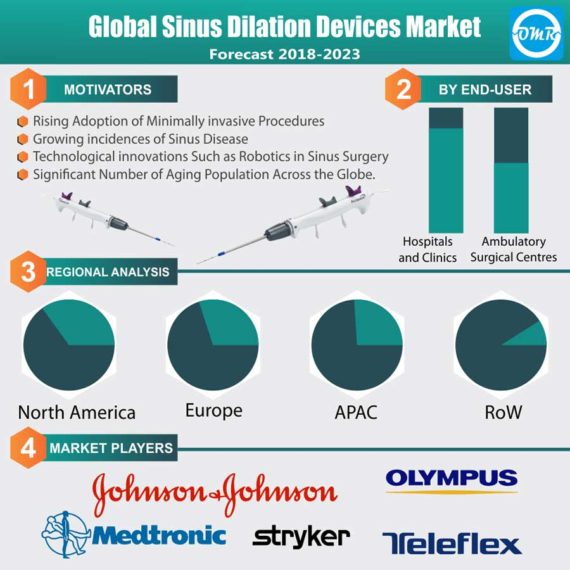 Global Sinus Dilation Devices Market
Forecast 2018-2023
OMR
1 MOTIVATORS
Rising Adoption of Minimally invasive Procedures
Growing incidences of Sinus Disease
Technological innovations Such as Robotics in Sinus Surgery
Significant Number of Aging Population Across the Globe.
2 BY END-USER
Hospitals
and Clinics
Ambulatory
Surgical Centres
3 REGIONAL ANALYSIS
North America
Europe
APAC
RoW
4 MARKET PLAYERS
Johnson & Johnson
OLYMPUS
Medtronic
stryker
Teleflex